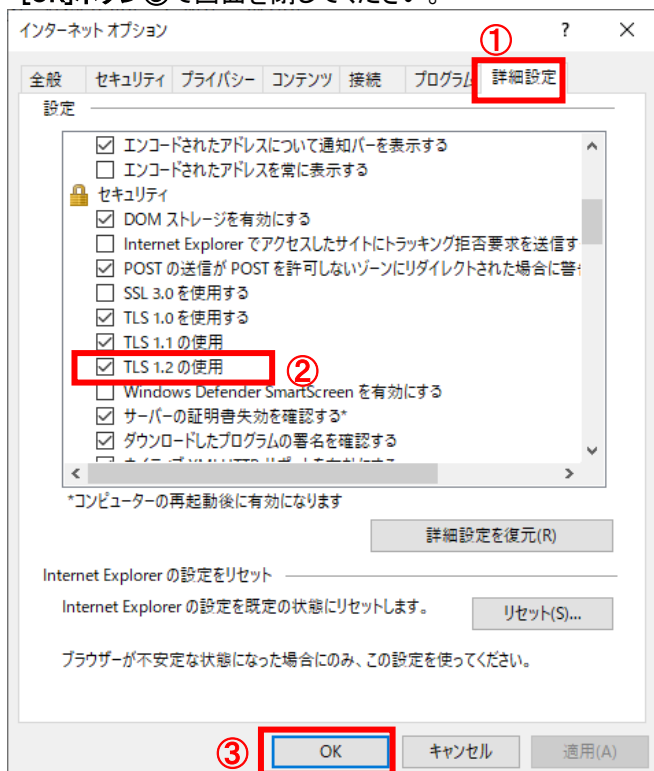 [OK]ボタン③で画面を閉じてください。
インターネット オプション
①
?
×
全般 セキュリティ プライバシー コンテンツ 接続 プログラム 詳細設定
設定
エンコードされたアドレスについて通知バーを表示する
エンコードされたアドレスを常に表示する
セキュリティ
DOM ストレージを有効にする
Internet Explorer でアクセスしたサイトにトラッキング拒否要求を送信す
POST の送信が POST を許可しないゾーンにリダイレクトされた場合に警告
SSL 3.0 を使用する
TLS 1.0 を使用する
TLS 1.1 の使用
TLS 1.2 の使用 ②
Windows Defender SmartScreen を有効にする
サーバーの証明書失効を確認する*
ダウンロードしたプログラムの署名を確認する
*コンピューターの再起動後に有効になります
詳細設定を復元(R)
Internet Explorer の設定をリセット
Internet Explorer の設定を既定の状態にリセットします。
リセット(S)...
ブラウザーが不安定な状態になった場合にのみ、この設定を使ってください。
③ OK キャンセル 適用(A)